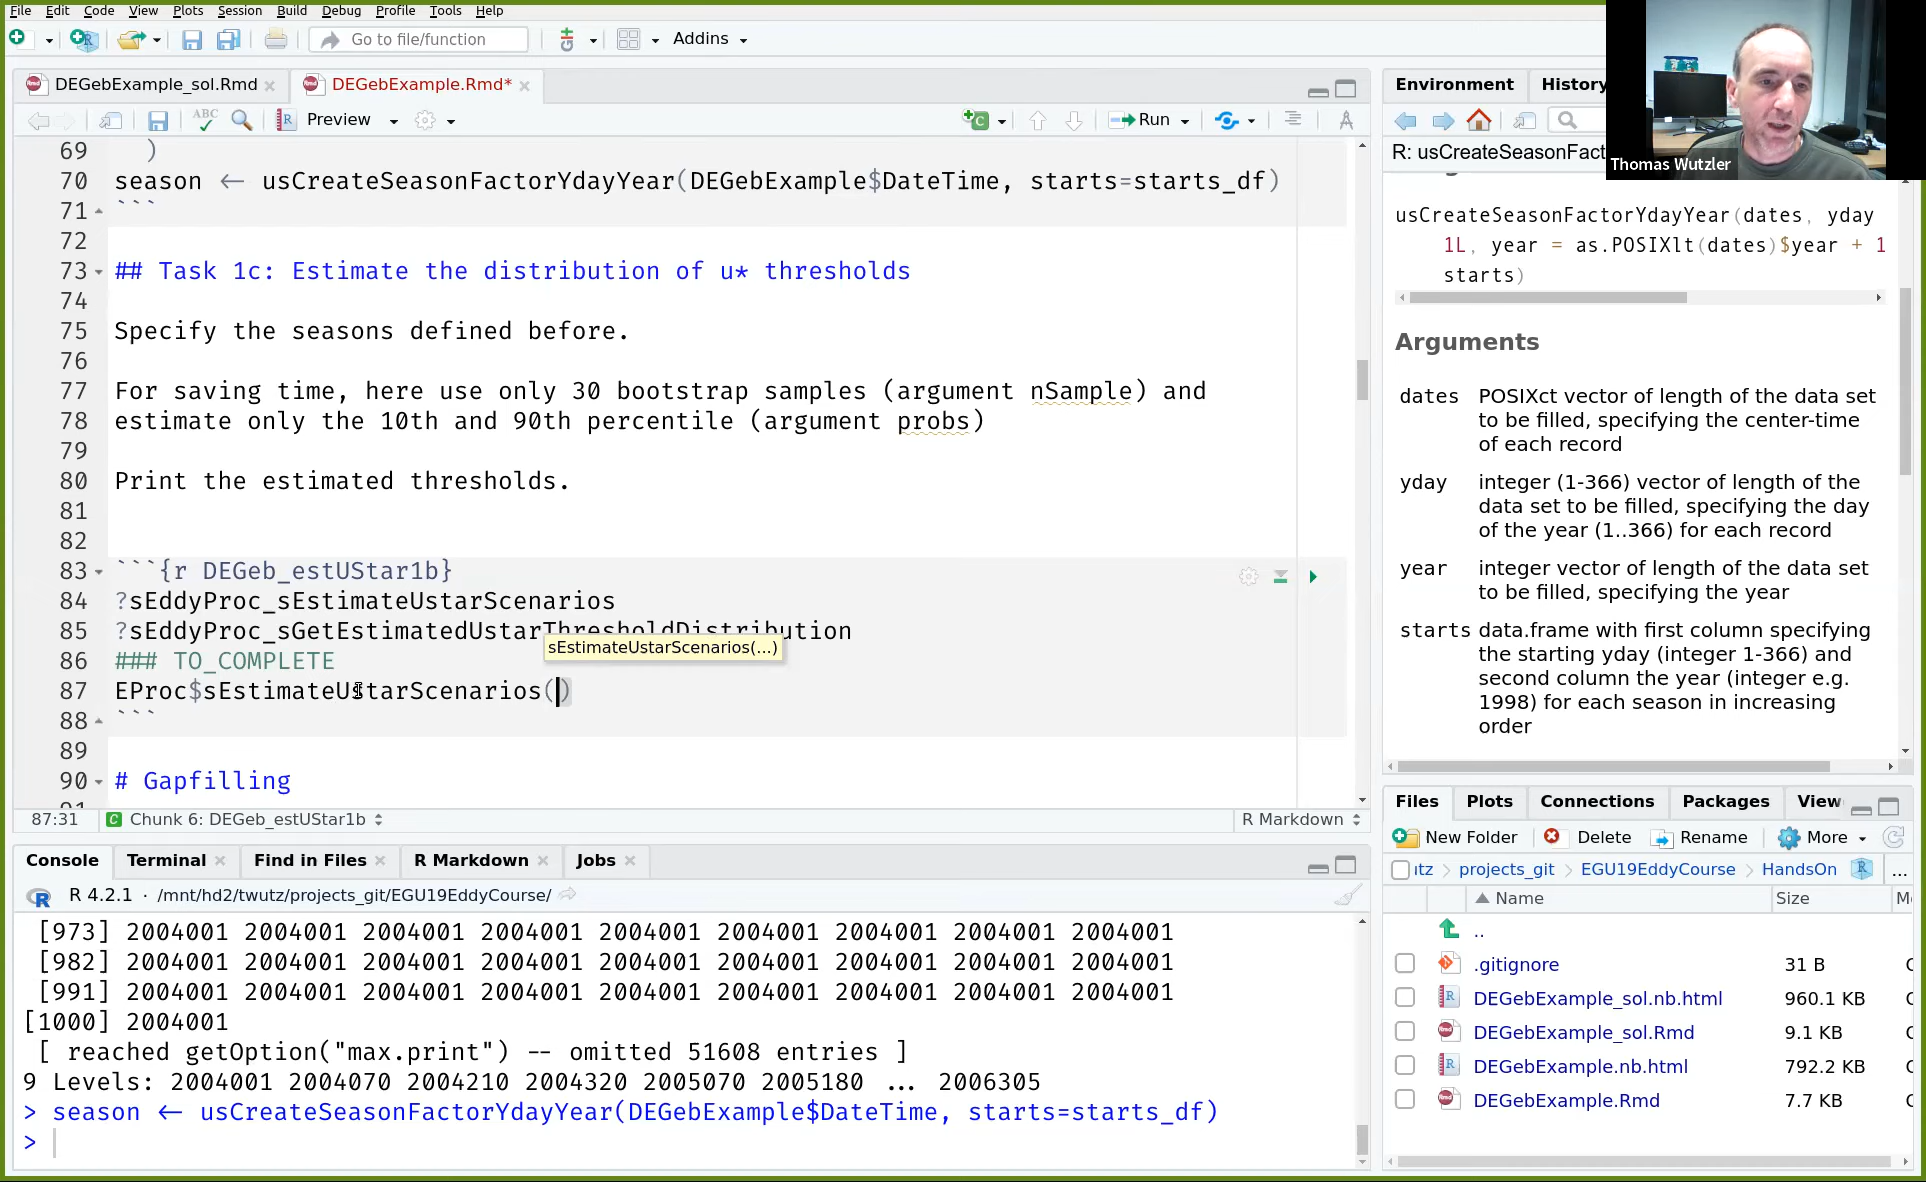 File Edit Code View Plots Session Build Debug Profile Tools Help
Go to file/function
Addins
DEGebExample_sol.Rmd
DEGebExample.Rmd*
ABC
Preview
Run
69 )
70 season <- usCreateSeasonFactorYdayYear(DEGebExample$DateTime, starts=starts_df)
71 ```
72
73 ## Task 1c: Estimate the distribution of u* thresholds
74
75 Specify the seasons defined before.
76
77 For saving time, here use only 30 bootstrap samples (argument nSample) and
78 estimate only the 10th and 90th percentile (argument probs)
79
80 Print the estimated thresholds.
81
82
83 ```{r DEGeb_estUStar1b}
84 ?sEddyProc_sEstimateUstarScenarios
85 ?sEddyProc_sGetEstimatedUstarThresholdDistribution
sEstimateUstarScenarios(...)
86 ### TO_COMPLETE
87 EProc$sEstimateUstarScenarios()
88 ```
89
90 # Gapfilling
91
87:31 C Chunk 6: DEGeb_estUStar1b R Markdown
Console Terminal Find in Files R Markdown Jobs
R 4.2.1 · /mnt/hd2/twutz/projects_git/EGU19EddyCourse/
[973] 2004001 2004001 2004001 2004001 2004001 2004001 2004001 2004001 2004001
[982] 2004001 2004001 2004001 2004001 2004001 2004001 2004001 2004001 2004001
[991] 2004001 2004001 2004001 2004001 2004001 2004001 2004001 2004001 2004001
[1000] 2004001
[ reached getOption("max.print") -- omitted 51608 entries ]
9 Levels: 2004001 2004070 2004210 2004320 2005070 2005180 ... 2006305
> season <- usCreateSeasonFactorYdayYear(DEGebExample$DateTime, starts=starts_df)
>
Environment History
R: usCreateSeasonFact
Thomas Wutzler
usCreateSeasonFactorYdayYear(dates, yday
1L, year = as.POSIXlt(dates)$year + 1
starts)
Arguments
dates POSIXct vector of length of the data set
to be filled, specifying the center-time
of each record
yday integer (1-366) vector of length of the
data set to be filled, specifying the day
of the year (1..366) for each record
year integer vector of length of the data set
to be filled, specifying the year
starts data.frame with first column specifying
the starting yday (integer 1-366) and
second column the year (integer e.g.
1998) for each season in increasing
order
Files Plots Connections Packages View
New Folder Delete Rename More
itz > projects_git > EGU19EddyCourse > HandsOn ...
Name Size
..
.gitignore 31 B
DEGebExample_sol.nb.html 960.1 KB
DEGebExample_sol.Rmd 9.1 KB
DEGebExample.nb.html 792.2 KB
DEGebExample.Rmd 7.7 KB